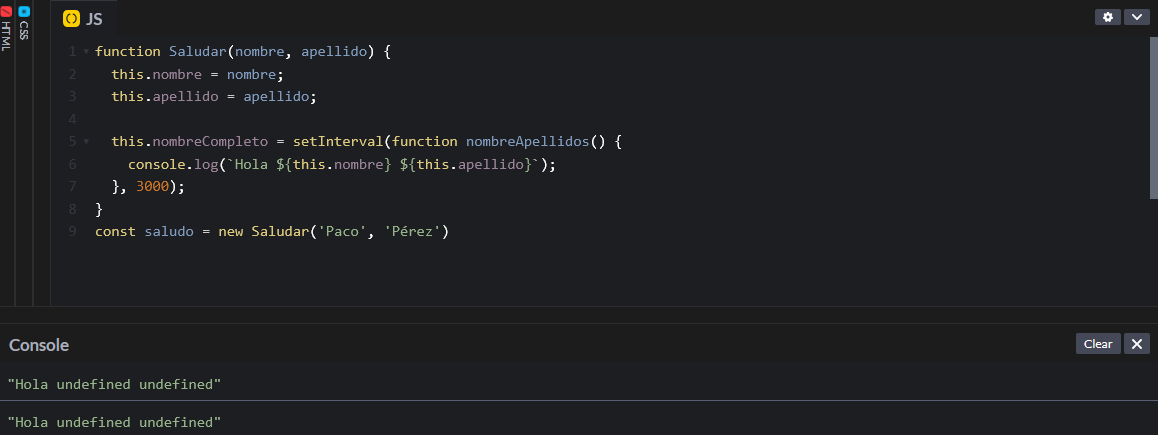 HTML
CSS
JS
1 function Saludar(nombre, apellido) {
2 this.nombre = nombre;
3 this.apellido = apellido;
4
5 this.nombreCompleto = setInterval(function nombreApellidos() {
6 console.log(`Hola ${this.nombre} ${this.apellido}`);
7 }, 3000);
8 }
9 const saludo = new Saludar('Paco', 'Pérez')
Console
Clear
"Hola undefined undefined"
"Hola undefined undefined"